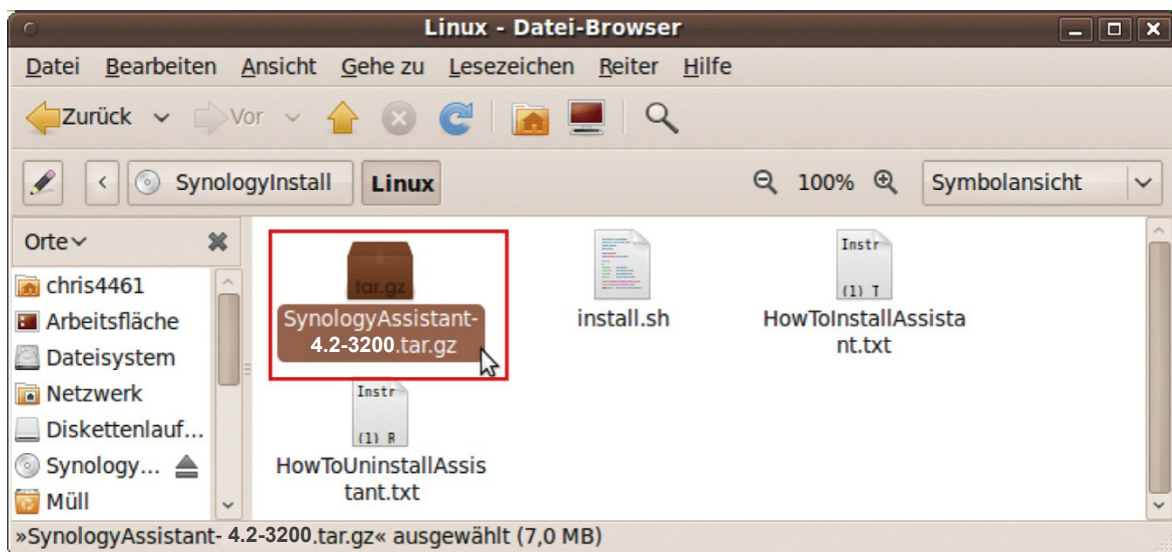 Linux - Datei-Browser
Datei Bearbeiten Ansicht Gehe zu Lesezeichen Reiter Hilfe
Zurück Vor
SynologyInstall Linux 100% Symbolansicht
Orte
chris4461
Arbeitsfläche
Dateisystem
Netzwerk
Diskettenlauf...
Synology...
Müll
tar.gz
SynologyAssistant-
4.2-3200.tar.gz
install.sh
Instr
(1) T
HowToInstallAssista
nt.txt
Instr
(1) R
HowToUninstallAssis
tant.txt
»SynologyAssistant- 4.2-3200.tar.gz« ausgewählt (7,0 MB)